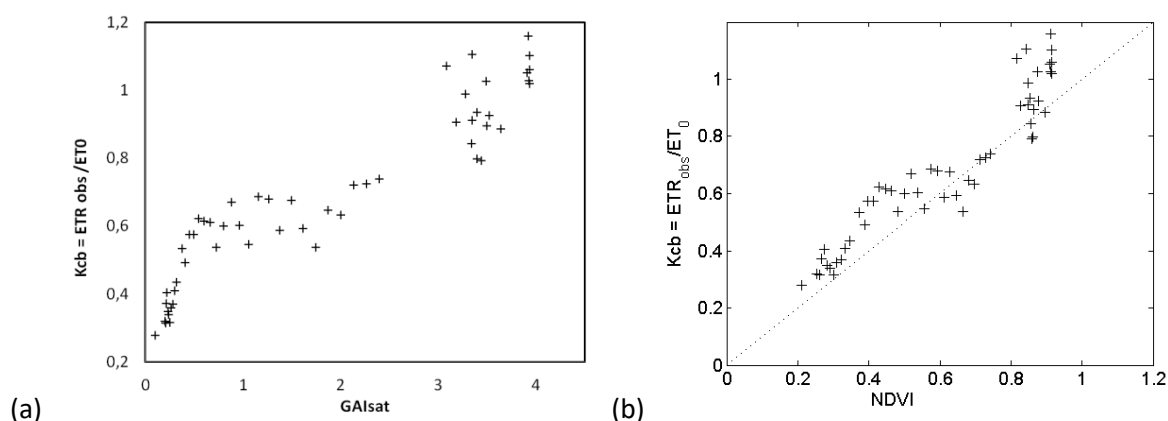 1,2
1
0,8
0,6
0,4
0,2
0 1 2 3 4
Kcb = ETR obs /ET0
GAIsat
(a)
1.2
1
0.8
0.6
0.4
0.2
0
0 0.2 0.4 0.6 0.8 1 1.2
Kcb = ETR_obs/ET_0
NDVI
(b)